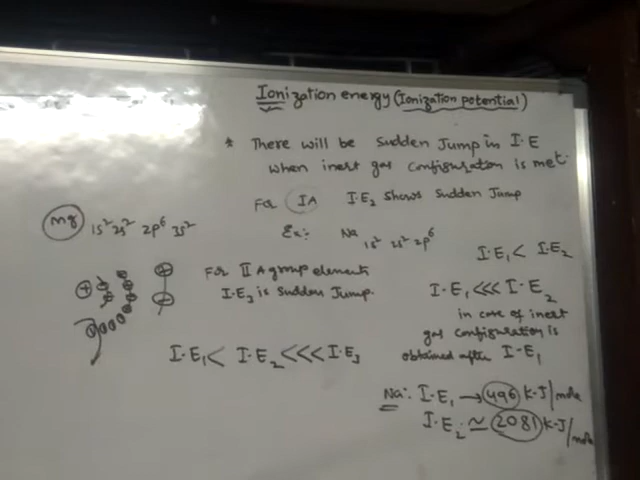 Ionization energy (Ionization potential)
* There will be Sudden Jump in I.E
when inert gas configuration is met.
For IA I.E₂ shows Sudden Jump
Ex: Na 1s² 2s² 2p⁶
Mg 1s² 2s² 2p⁶ 3s²
I.E₁ < I.E₂
For II A group element
I.E₃ is Sudden Jump.
I.E₁ <<< I.E₂
in case of inert
gas configuration is
obtained after I-E₁
I.E₁ < I.E₂ <<< I.E₃
Na: I.E₁ → 496 K.J/mole
I.E₂ ≃ 2081 K.J/mole